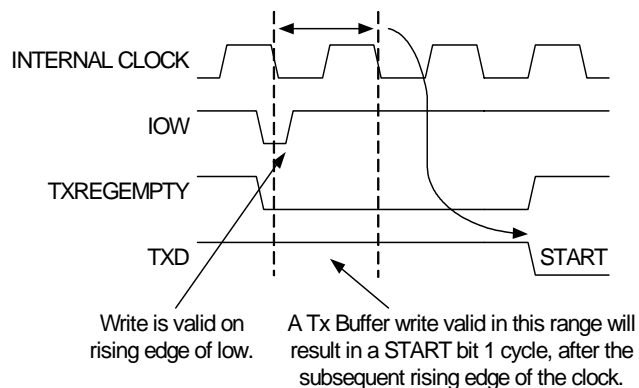 INTERNAL CLOCK
IOW
TXREGEMPTY
TXD
START
Write is valid on
rising edge of low.
A Tx Buffer write valid in this range will
result in a START bit 1 cycle, after the
subsequent rising edge of the clock.